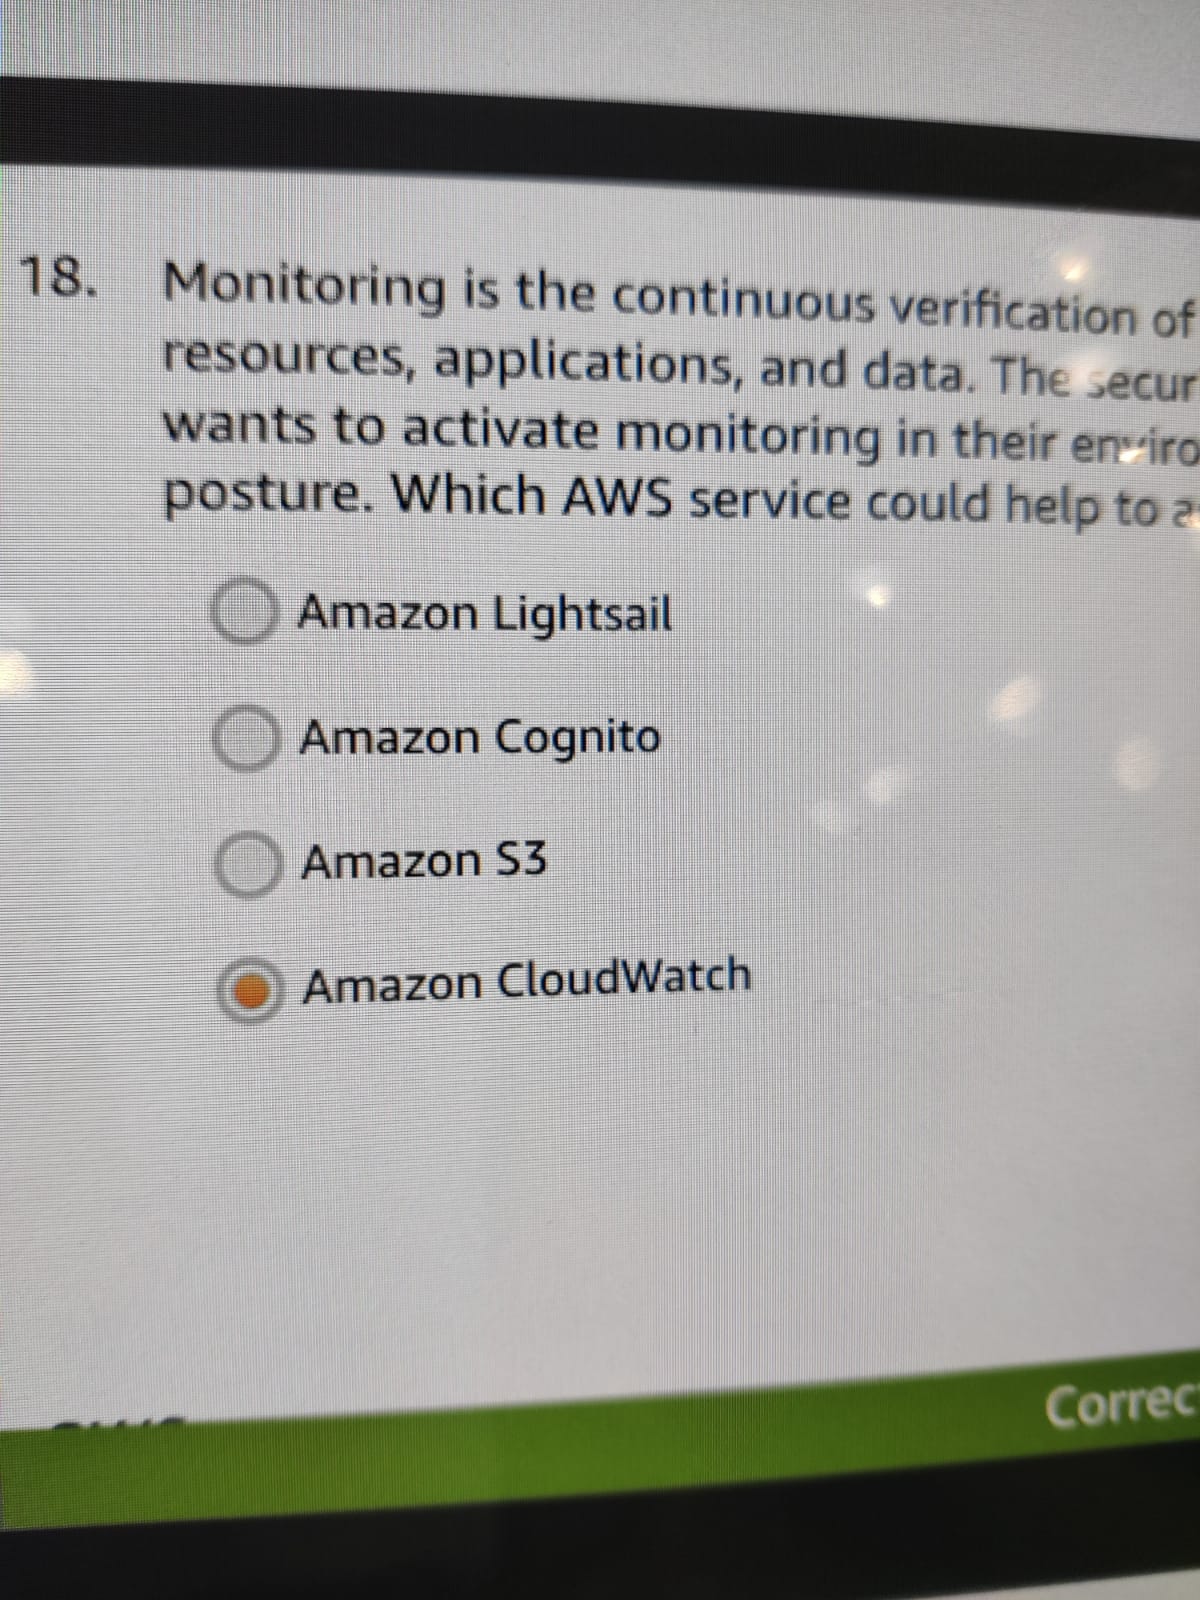 18. Monitoring is the continuous verification of
resources, applications, and data. The secur
wants to activate monitoring in their enviro
posture. Which AWS service could help to a
Amazon Lightsail
Amazon Cognito
Amazon S3
Amazon CloudWatch
Correc